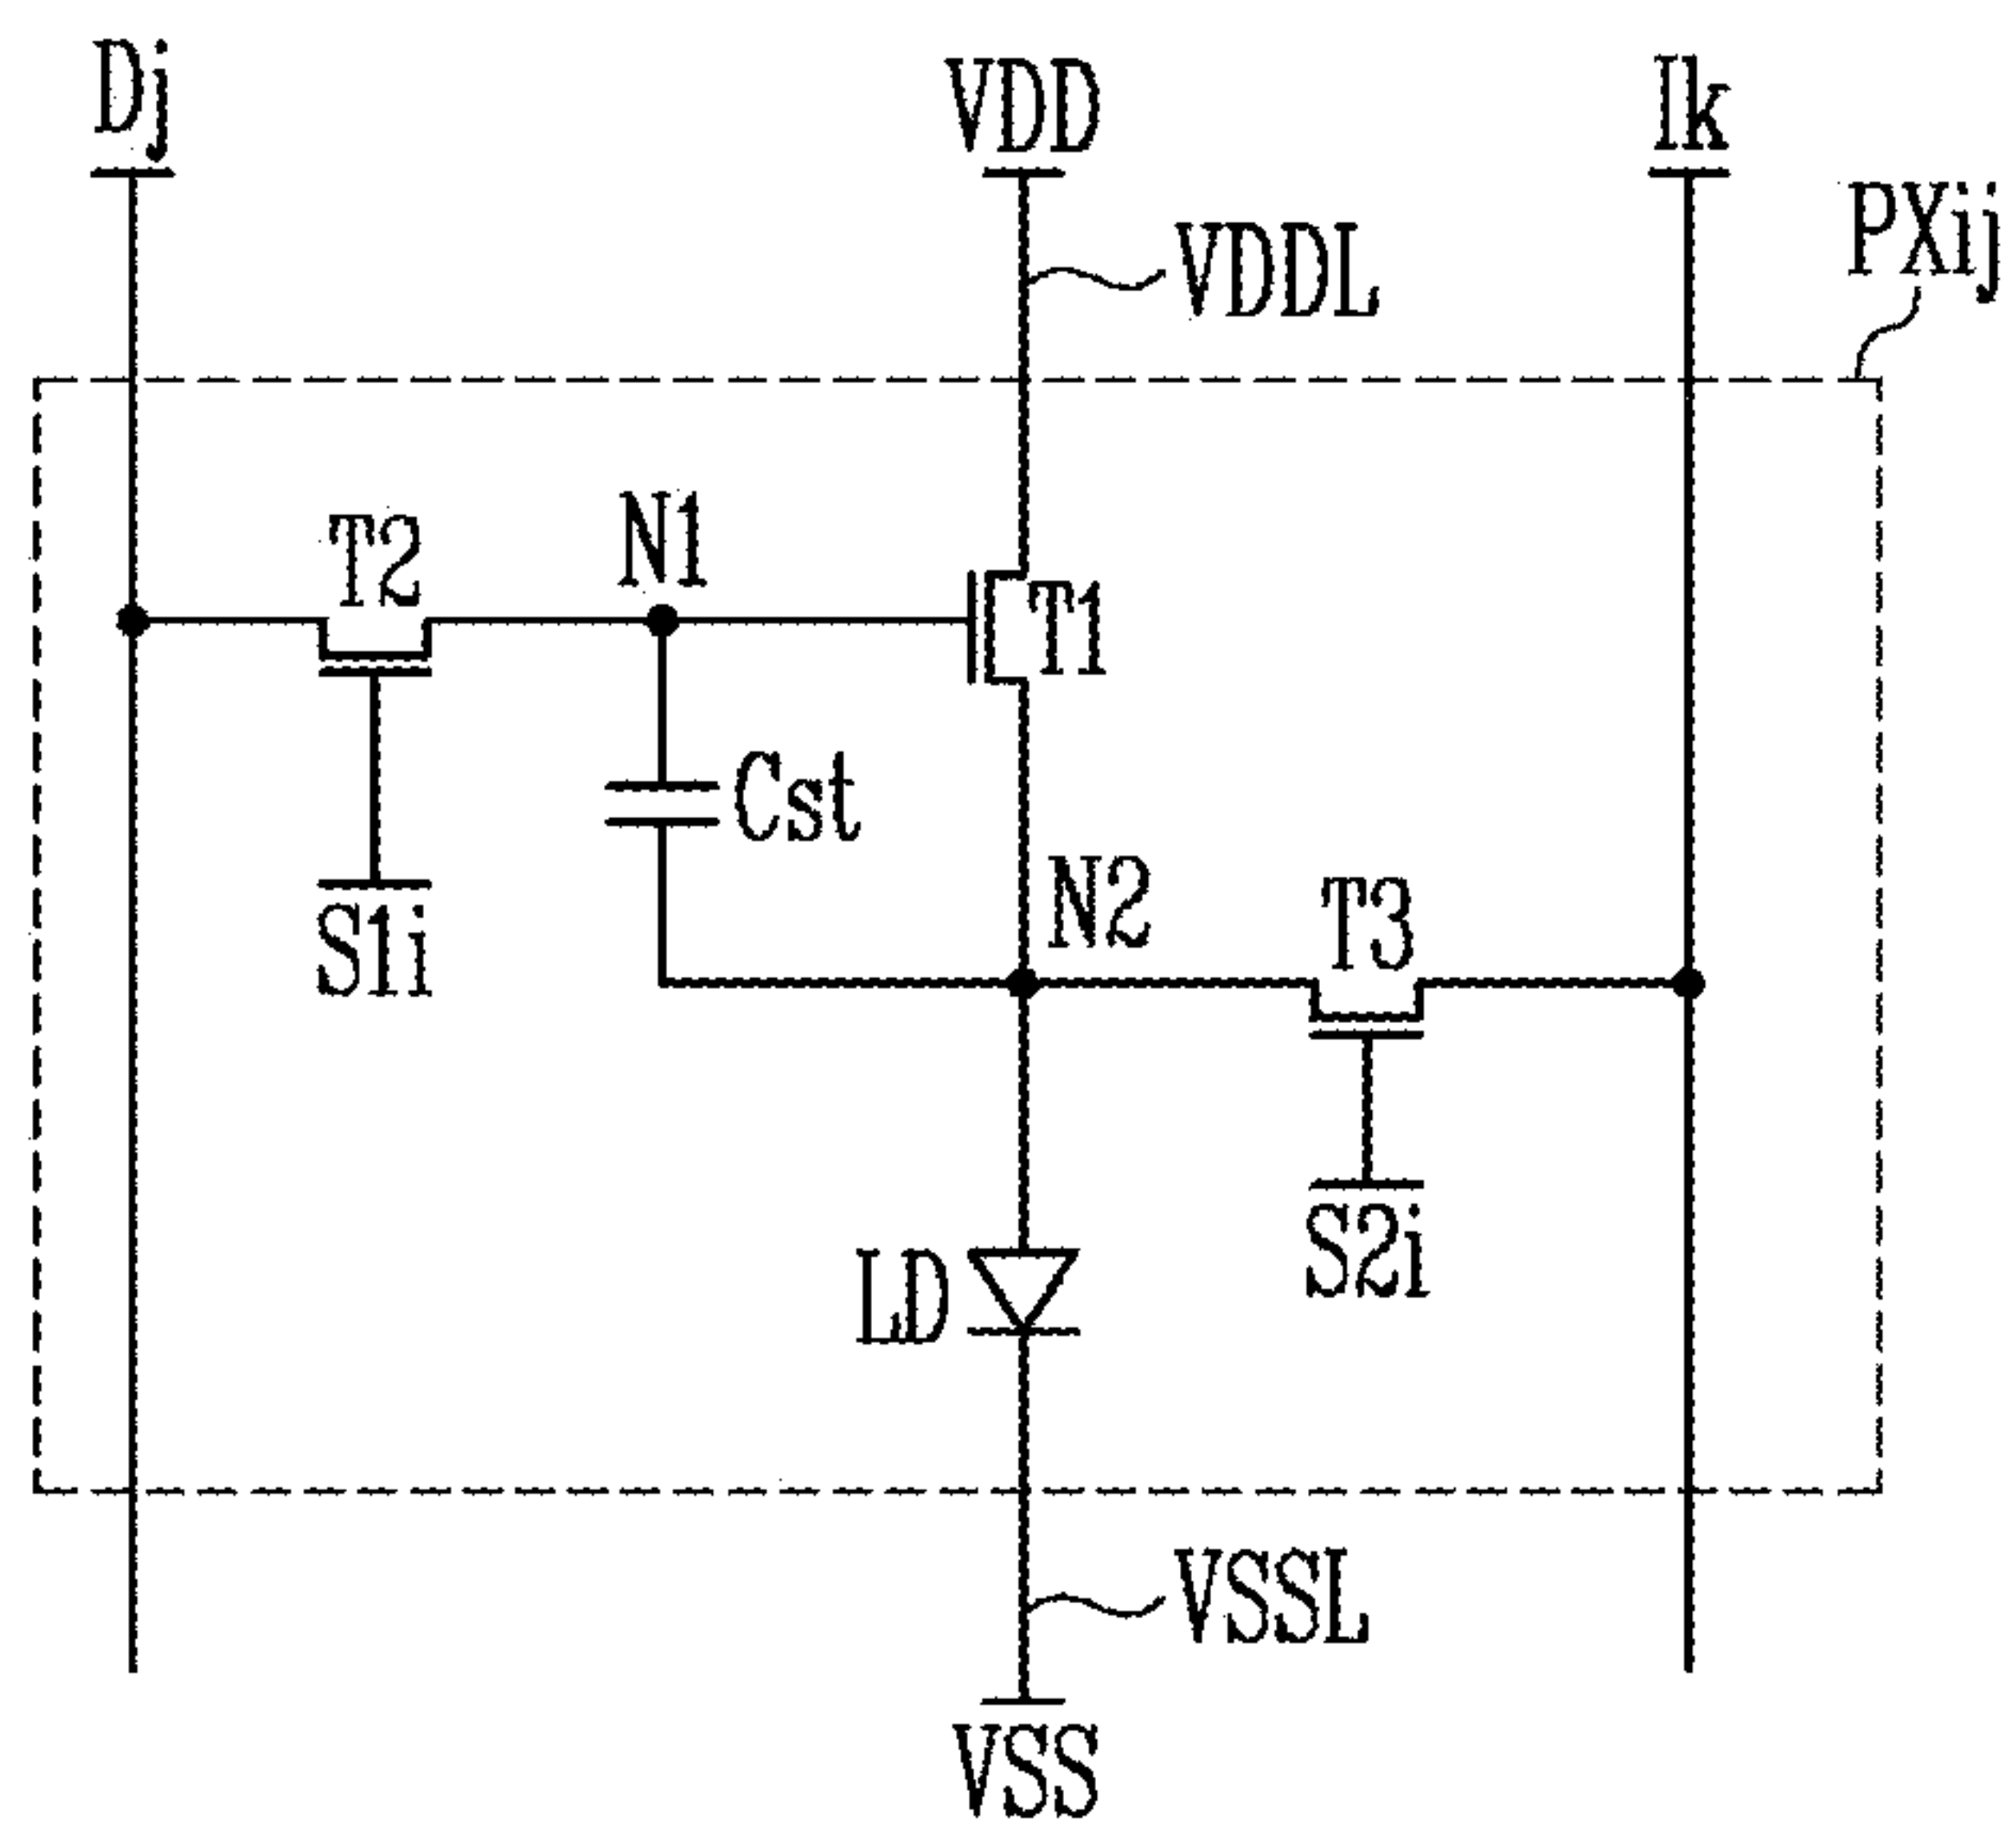 Dj
VDD
Ik
VDDL
PXij
T2
N1
T1
Cst
N2
T3
S1i
S2i
LD
VSSL
VSS